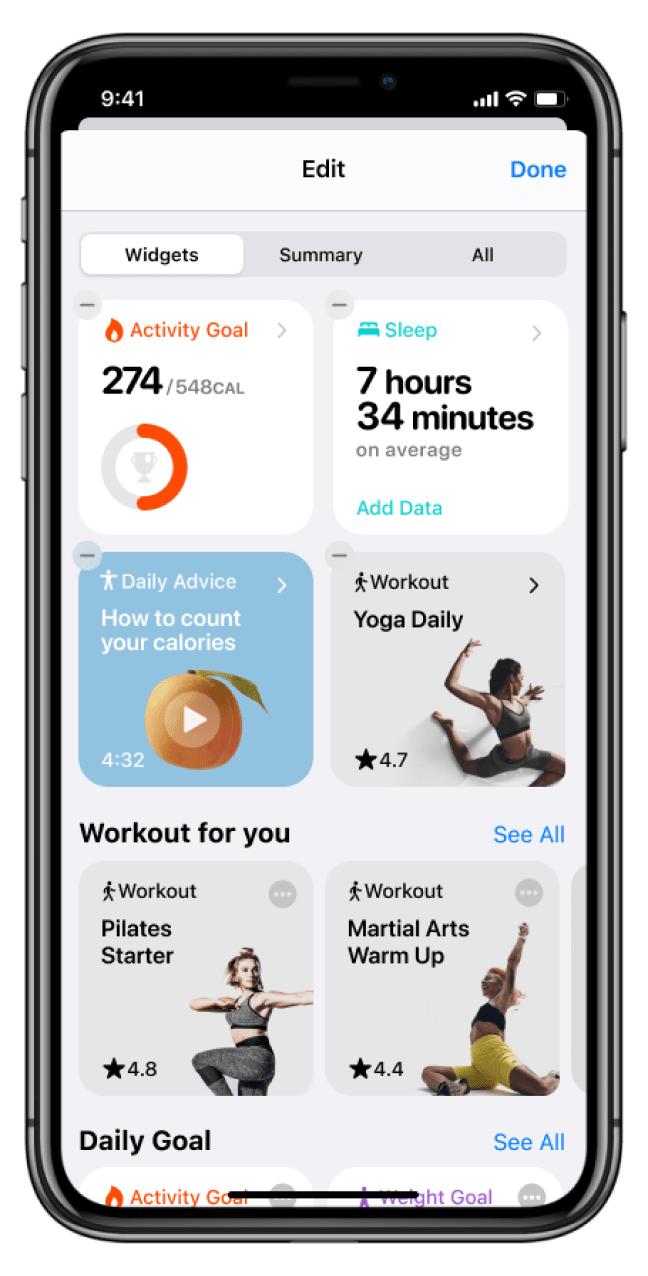 9:41
Edit
Done
Widgets
Summary
All
Activity Goal
274/548CAL
Sleep
7 hours
34 minutes
on average
Add Data
Daily Advice
How to count
your calories
4:32
Workout
Yoga Daily
4.7
Workout for you
See All
Workout
Pilates
Starter
4.8
Workout
Martial Arts
Warm Up
4.4
Daily Goal
See All
Activity Goal
Weight Goal